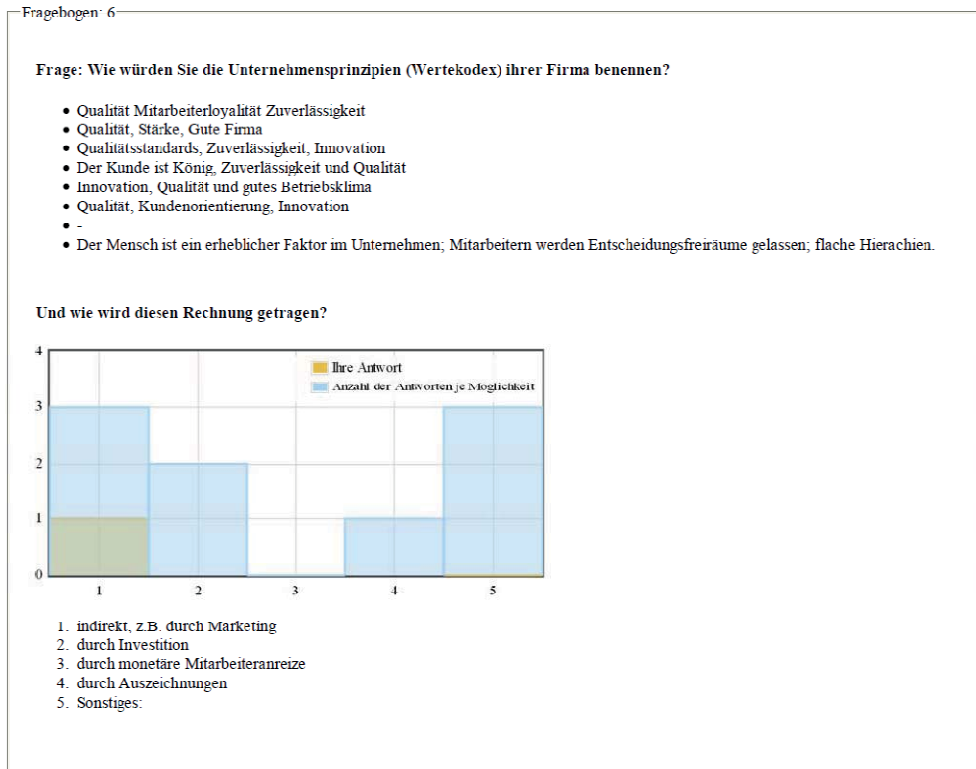 Fragebogen: 6
Frage: Wie würden Sie die Unternehmensprinzipien (Wertekodex) ihrer Firma benennen?
• Qualität Mitarbeiterloyalität Zuverlässigkeit
• Qualität, Stärke, Gute Firma
• Qualitätsstandards, Zuverlässigkeit, Innovation
• Der Kunde ist König, Zuverlässigkeit und Qualität
• Innovation, Qualität und gutes Betriebsklima
• Qualität, Kundenorientierung, Innovation
• -
• Der Mensch ist ein erheblicher Faktor im Unternehmen; Mitarbeitern werden Entscheidungsfreiräume gelassen; flache Hierachien.
Und wie wird diesen Rechnung getragen?
4
Ihre Antwort
Anzahl der Antworten je Möglichkeit
3
2
1
0
1 2 3 4 5
1. indirekt, z.B. durch Marketing
2. durch Investition
3. durch monetäre Mitarbeiteranreize
4. durch Auszeichnungen
5. Sonstiges: